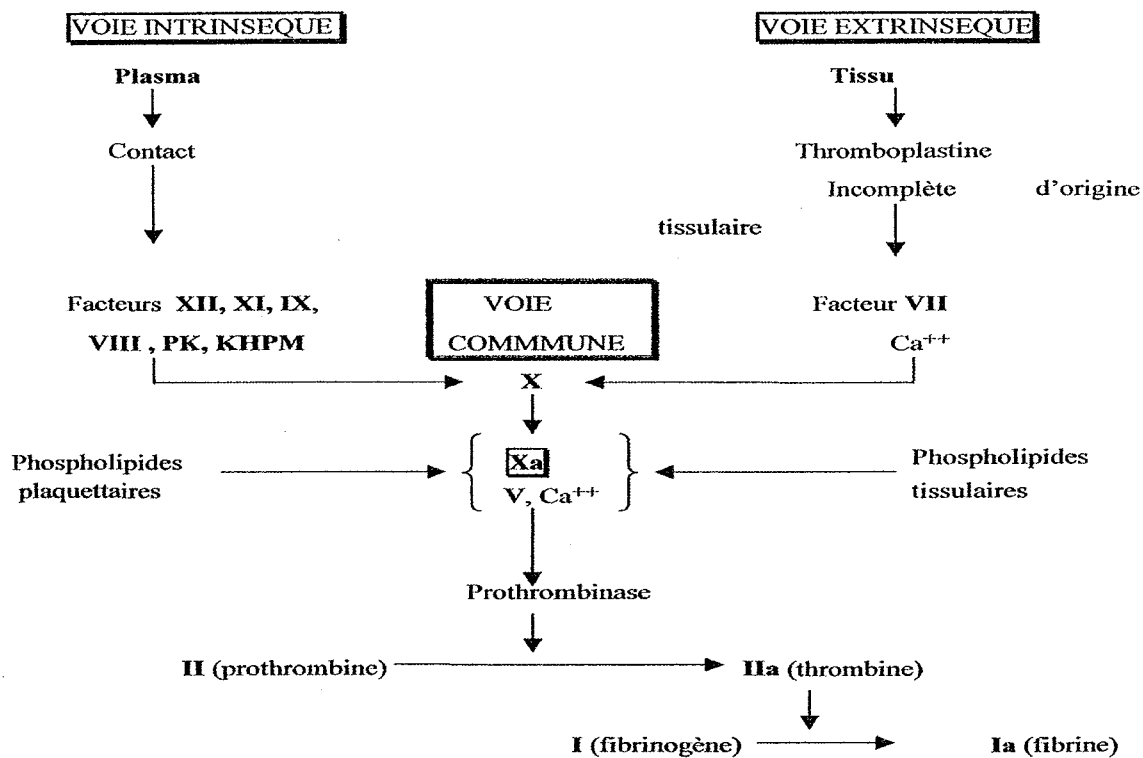 VOIE INTRINSEQUE
VOIE EXTRINSEQUE
Plasma
Tissu
Contact
Thromboplastine
Incomplète d'origine
tissulaire
Facteurs XII, XI, IX,
VIII , PK, KHPM
VOIE
COMMMUNE
Facteur VII
Ca++
X
Phospholipides
plaquettaires
Xa
V, Ca++
Phospholipides
tissulaires
Prothrombinase
II (prothrombine)
IIa (thrombine)
I (fibrinogène)
Ia (fibrine)